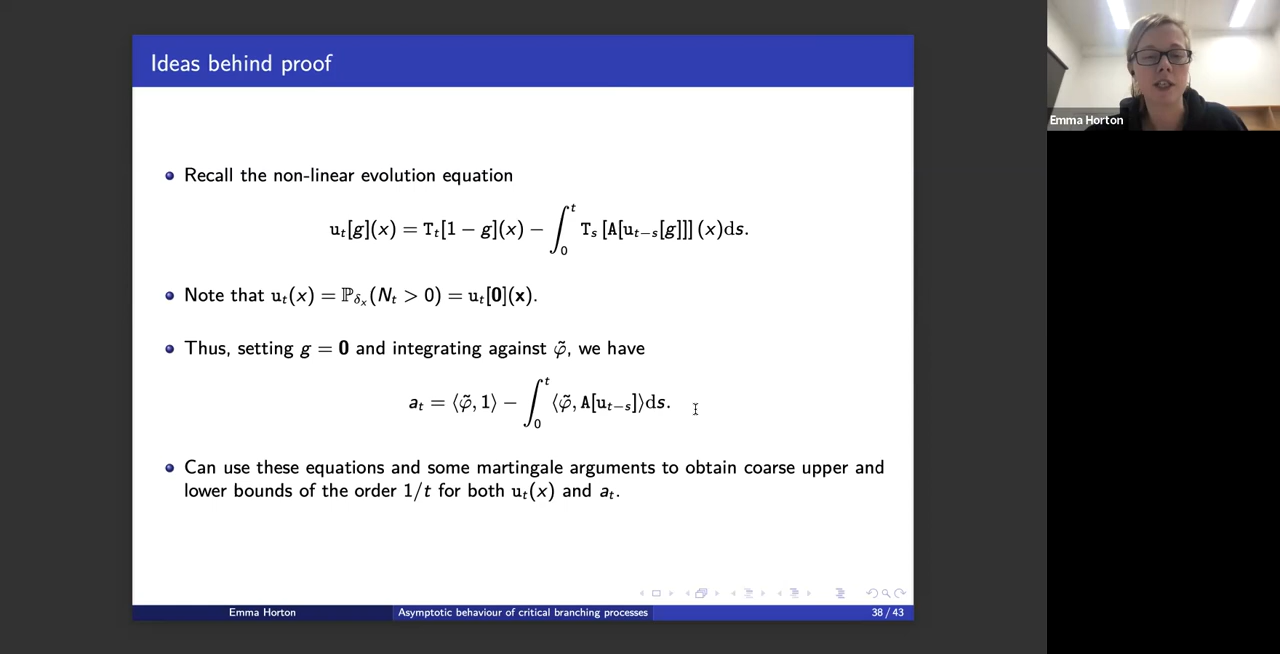 Ideas behind proof
Recall the non-linear evolution equation
u_t[g](x) = T_t[1 − g](x) − ∫_0^t T_s [A[u_{t−s}[g]]] (x)ds.
Note that u_t(x) = ℙ_{δ_x}(N_t > 0) = u_t[0](x).
Thus, setting g = 0 and integrating against φ̃, we have
a_t = ⟨φ̃, 1⟩ − ∫_0^t ⟨φ̃, A[u_{t−s}]⟩ds.
Can use these equations and some martingale arguments to obtain coarse upper and
lower bounds of the order 1/t for both u_t(x) and a_t.
Emma Horton
Asymptotic behaviour of critical branching processes
38 / 43
Emma Horton